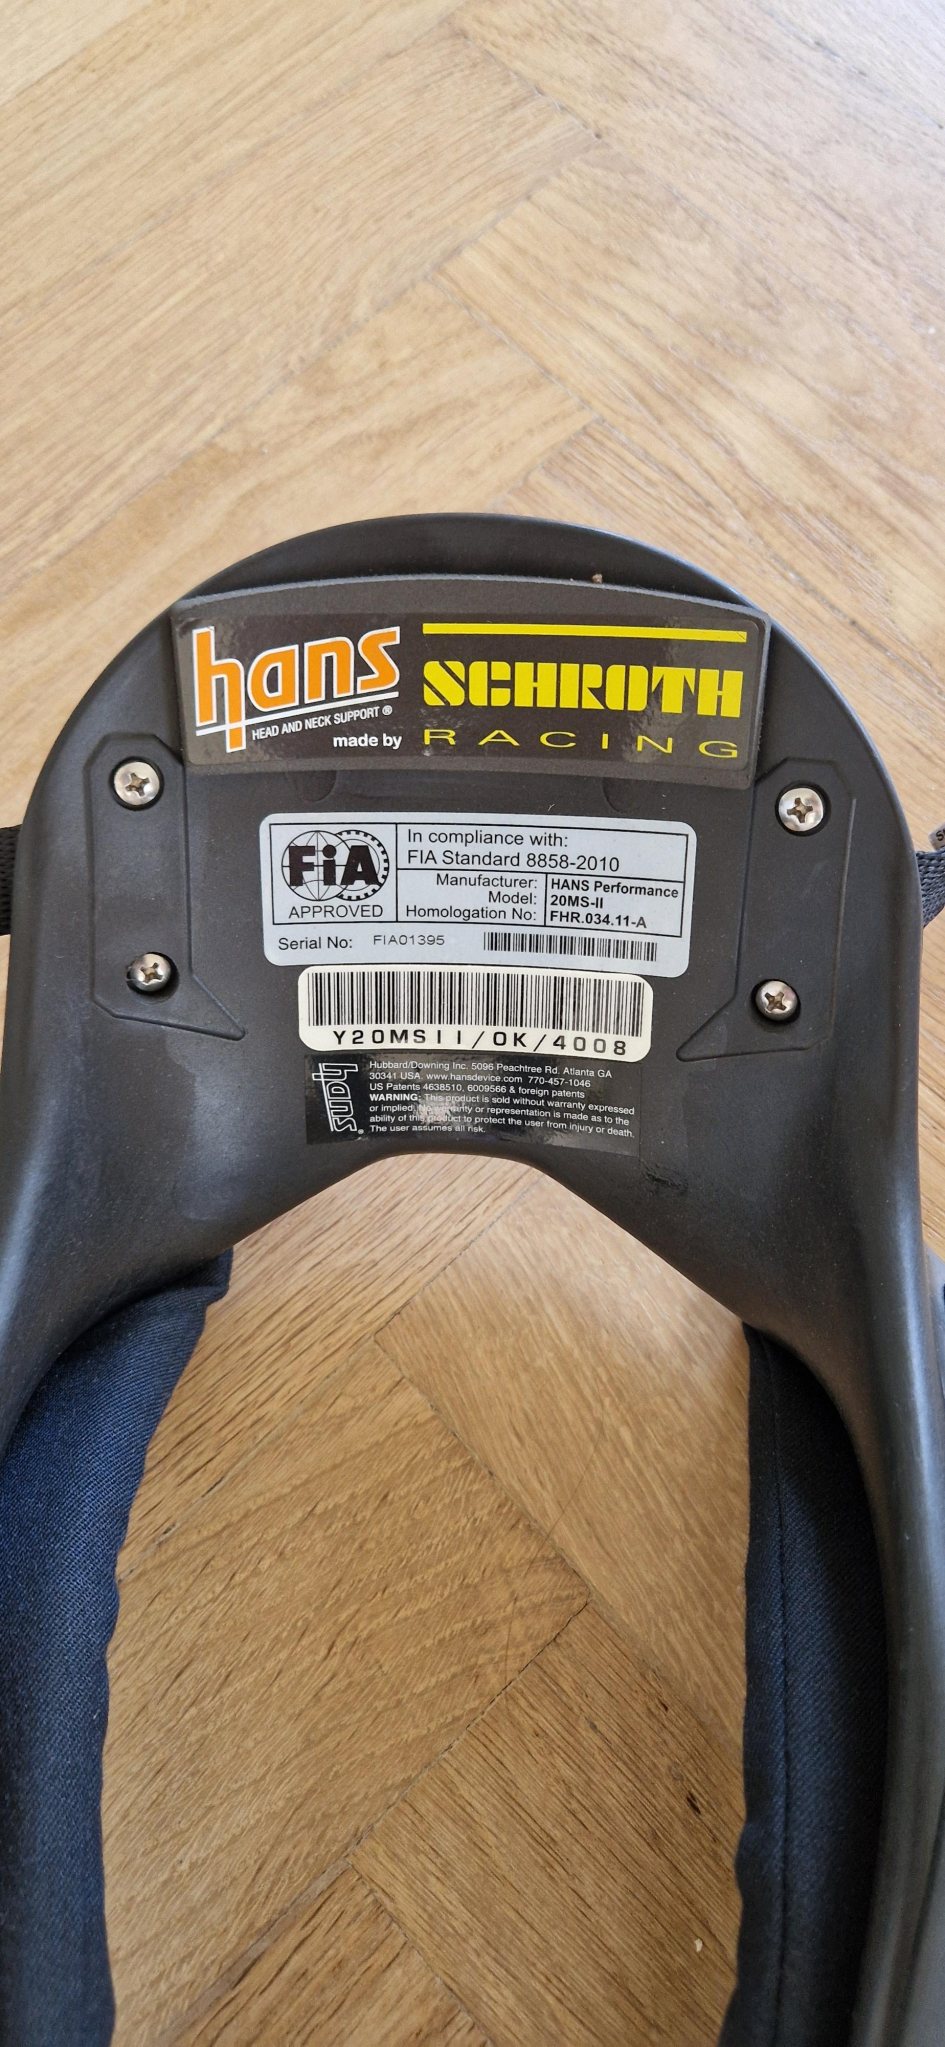 hans
HEAD AND NECK SUPPORT ®
made by
SCHROTH
RACING
FiA
APPROVED
In compliance with:
FIA Standard 8858-2010
Manufacturer: HANS Performance
Model: 20MS-II
Homologation No: FHR.034.11-A
Serial No: FIA01395
Y20MSII/OK/4008
hans®
Hubbard/Downing Inc. 5096 Peachtree Rd. Atlanta GA
30341 USA. www.hansdevice.com 770-457-1046
US Patents 4638510, 6009566 & foreign patents
WARNING: This product is sold without warranty expressed
or implied. No warranty or representation is made as to the
ability of this product to protect the user from injury or death.
The user assumes all risk.